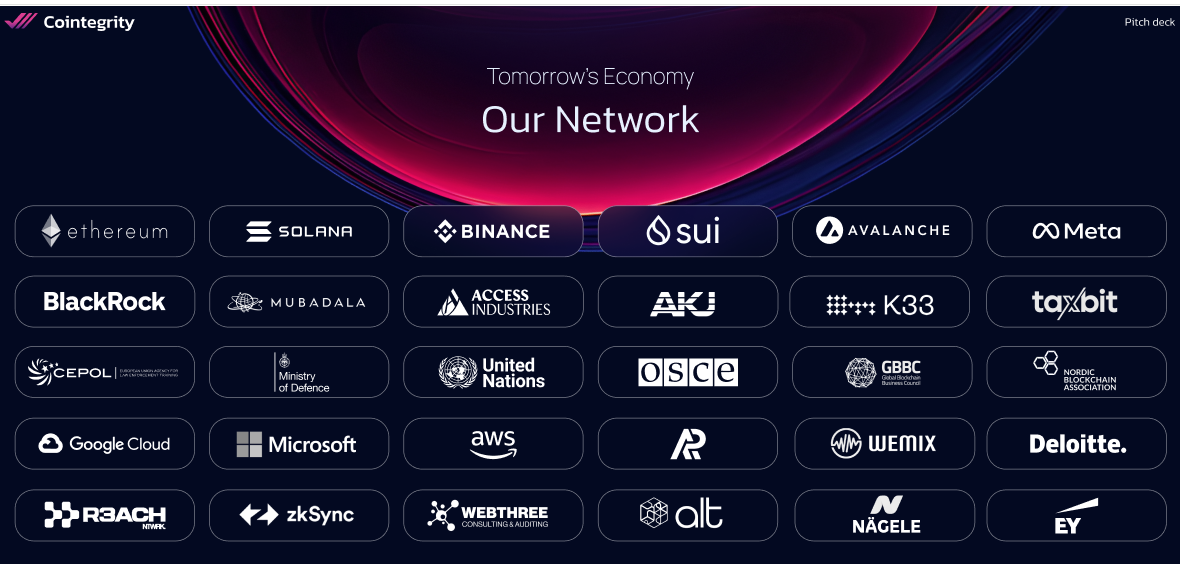 Cointegrity
Pitch deck
Tomorrow's Economy
Our Network
ethereum
SOLANA
BINANCE
sui
AVALANCHE
Meta
BlackRock
MUBADALA
ACCESS
INDUSTRIES
AKJ
K33
taxbit
CEPOL
EUROPEAN UNION AGENCY FOR
LAW ENFORCEMENT TRAINING
Ministry
of Defence
United
Nations
OSCE
GBBC
Global Blockchain
Business Council
NORDIC
BLOCKCHAIN
ASSOCIATION
Google Cloud
Microsoft
aws
WEMIX
Deloitte.
R3ACH
NTWRK
zkSync
WEBTHREE
CONSULTING & AUDITING
alt
NÄGELE
EY